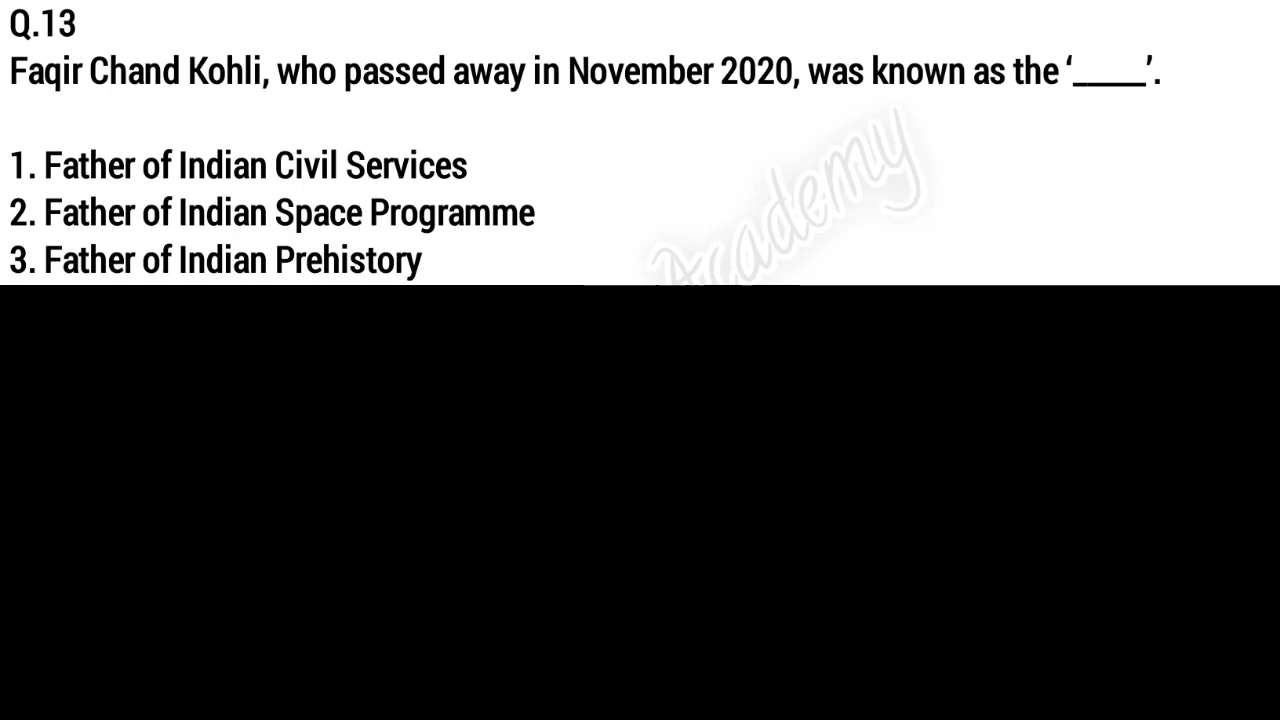 Q.13
Faqir Chand Kohli, who passed away in November 2020, was known as the ‘_____’.
1. Father of Indian Civil Services
2. Father of Indian Space Programme
3. Father of Indian Prehistory
Academy